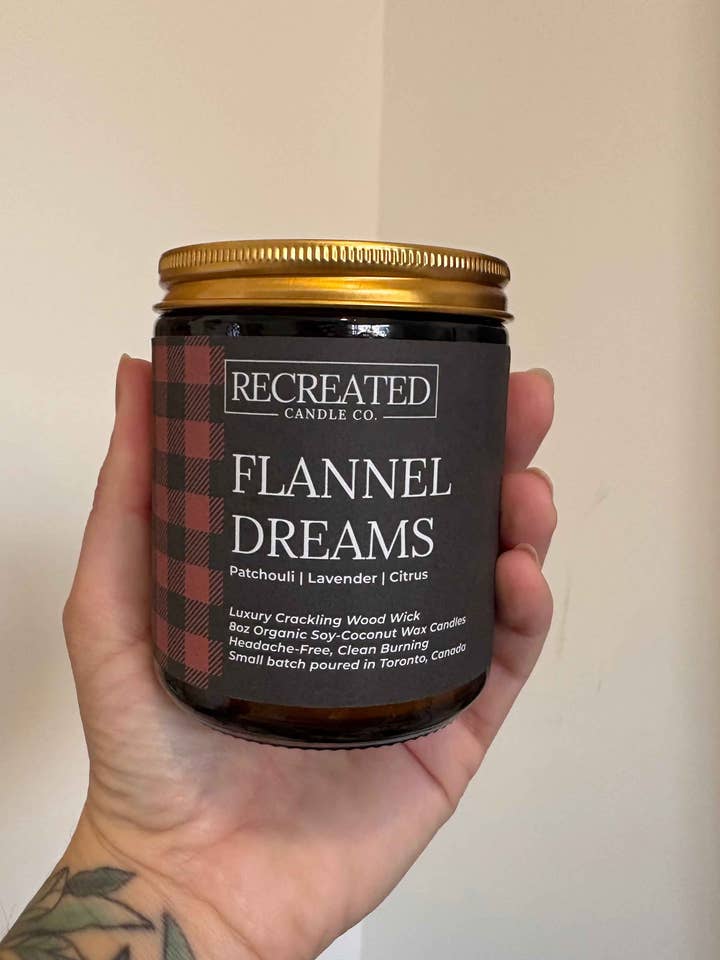 RECREATED
CANDLE CO.
FLANNEL
DREAMS
Patchouli | Lavender | Citrus
Luxury Crackling Wood Wick
8oz Organic Soy-Coconut Wax Candles
Headache-Free, Clean Burning
Small batch poured in Toronto, Canada